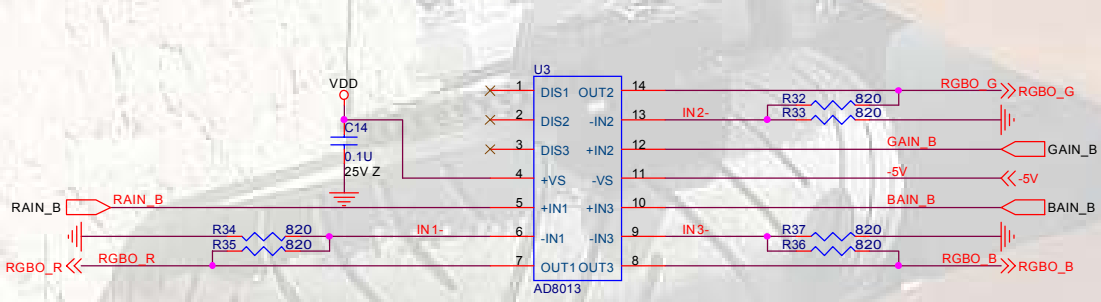 U3
VDD
1 DIS1 OUT2 14 RGBO_G RGBO_G
R32 820
2 DIS2 -IN2 13 IN2- R33 820
C14
0.1U
25V Z
3 DIS3 +IN2 12 GAIN_B GAIN_B
4 +VS -VS 11 -5V -5V
RAIN_B RAIN_B 5 +IN1 +IN3 10 BAIN_B BAIN_B
R34 820 IN1- 6 -IN1 -IN3 9 IN3- R37 820
R35 820 R36 820
RGBO_R RGBO_R 7 OUT1 OUT3 8 RGBO_B RGBO_B
AD8013